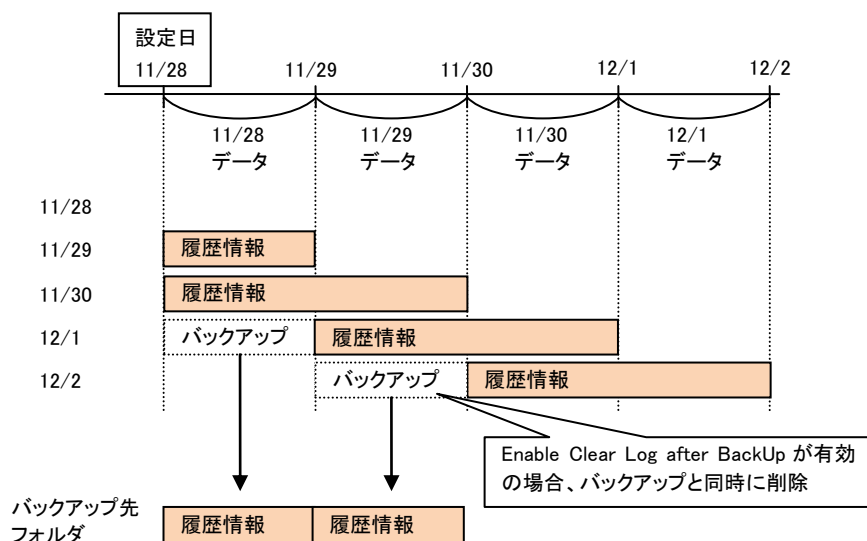 設定日
11/28
11/29
11/30
12/1
12/2
11/28
データ
11/29
データ
11/30
データ
12/1
データ
11/28
11/29
履歴情報
11/30
履歴情報
12/1
バックアップ
履歴情報
12/2
バックアップ
履歴情報
Enable Clear Log after BackUp が有効
の場合、バックアップと同時に削除
バックアップ先
フォルダ
履歴情報
履歴情報